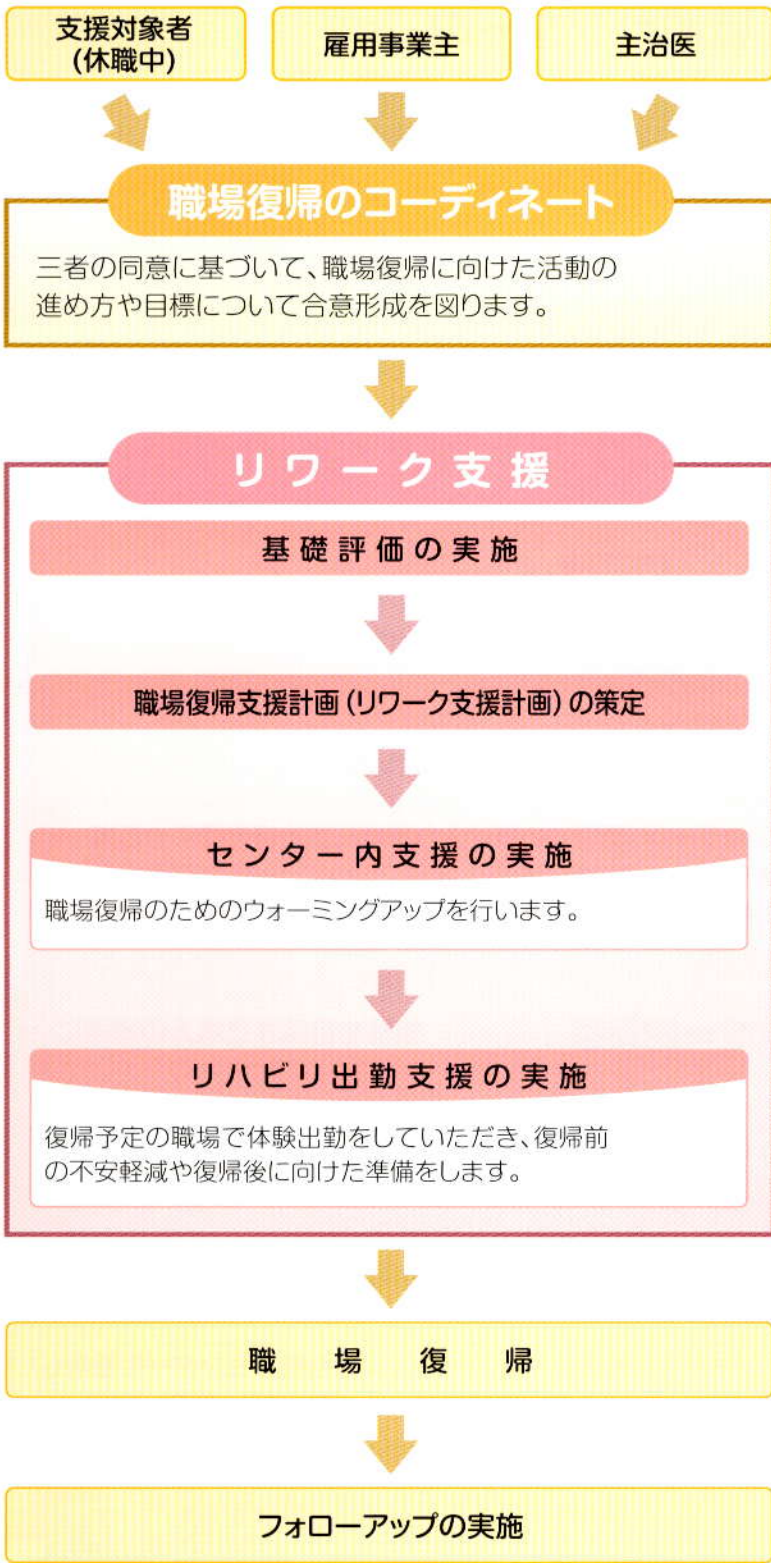 支援対象者
(休職中)
雇用事業主
主治医
職場復帰のコーディネート
三者の同意に基づいて、職場復帰に向けた活動の
進め方や目標について合意形成を図ります。
リワーク支援
基礎評価の実施
職場復帰支援計画(リワーク支援計画)の策定
センター内支援の実施
職場復帰のためのウォーミングアップを行います。
リハビリ出勤支援の実施
復帰予定の職場で体験出勤をしていただき、復帰前
の不安軽減や復帰後に向けた準備をします。
職場復帰
フォローアップの実施